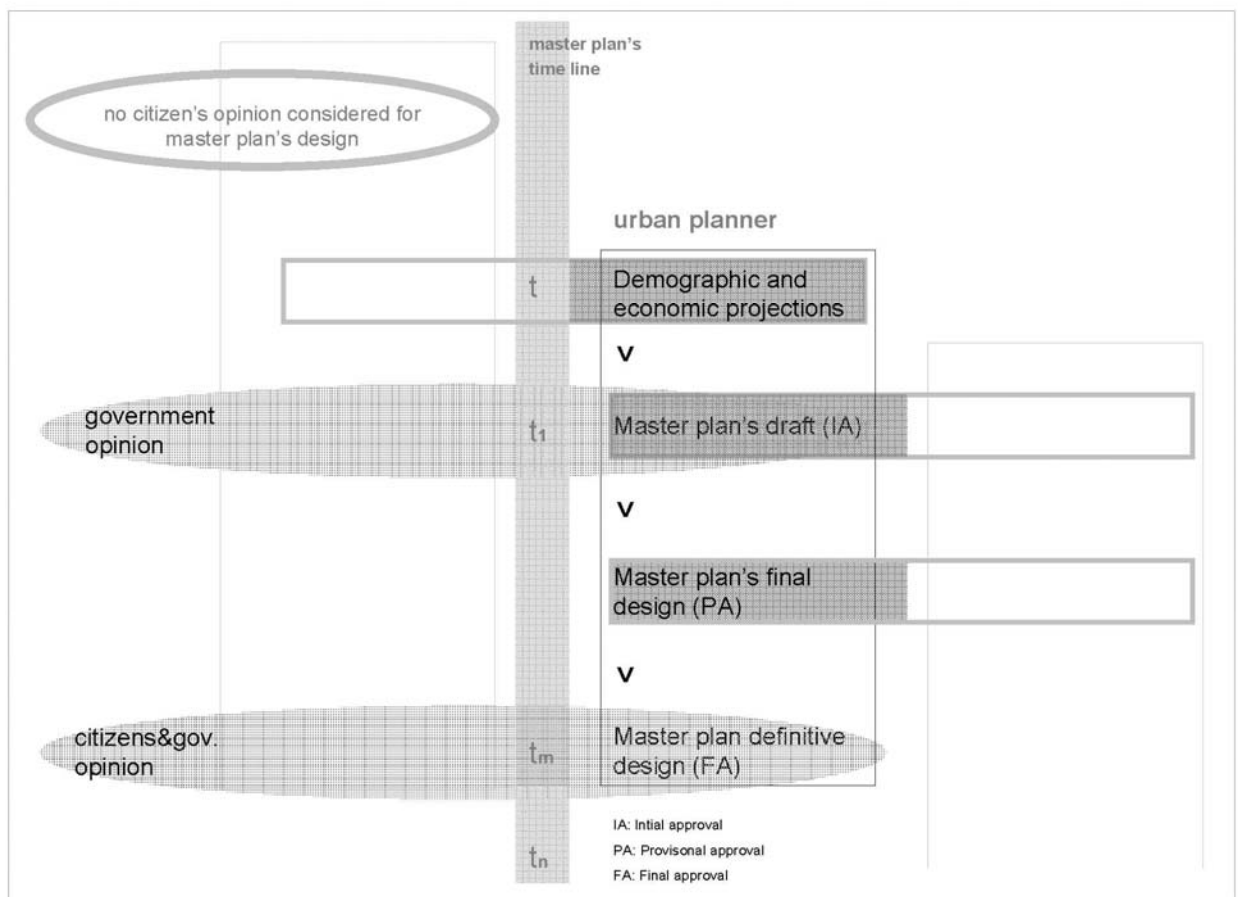 master plan's
time line
no citizen's opinion considered for
master plan's design
urban planner
t
Demographic and
economic projections
v
government
opinion
t1
Master plan's draft (IA)
v
Master plan's final
design (PA)
v
citizens&gov.
opinion
tm
Master plan definitive
design (FA)
IA: Intial approval
PA: Provisonal approval
tn
FA: Final approval